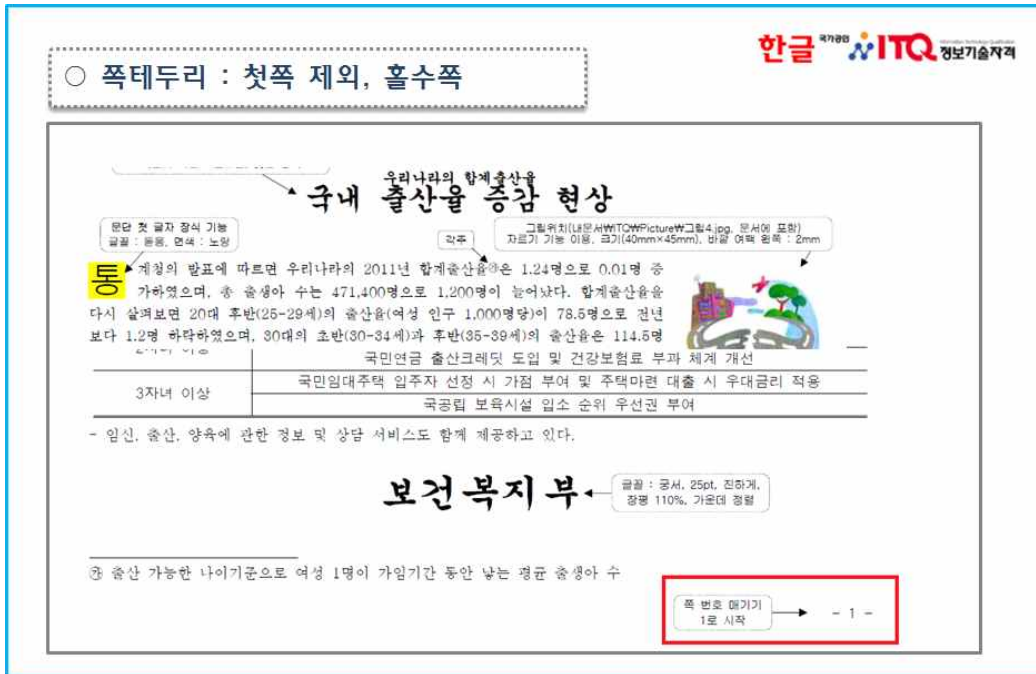 한글 국가공인 ITQ 정보기술자격
○ 쪽테두리 : 첫쪽 제외, 홀수쪽
우리나라의 합계출산율
국내 출산율 증감 현상
문단 첫 글자 장식 기능
글꼴 : 돋움, 면색 : 노랑
각주
그림위치(내문서₩ITQ₩Picture₩그림4.jpg, 문서에 포함)
자르기 기능 이용, 크기(40mm×45mm), 바깥 여백 왼쪽 : 2mm
통계청의 발표에 따르면 우리나라의 2011년 합계출산율㉮은 1.24명으로 0.01명 증
가하였으며, 총 출생아 수는 471,400명으로 1,200명이 늘어났다. 합계출산율을
다시 살펴보면 20대 후반(25-29세)의 출산율(여성 인구 1,000명당)이 78.5명으로 전년
보다 1.2명 하락하였으며, 30대의 초반(30-34세)과 후반(35-39세)의 출산율은 114.5명
국민연금 출산크레딧 도입 및 건강보험료 부과 체계 개선
3자녀 이상
국민임대주택 입주자 선정 시 가점 부여 및 주택마련 대출 시 우대금리 적용
국공립 보육시설 입소 순위 우선권 부여
- 임신, 출산, 양육에 관한 정보 및 상담 서비스도 함께 제공하고 있다.
보건복지부
글꼴 : 궁서, 25pt, 진하게,
장평 110%, 가운데 정렬
㉮ 출산 가능한 나이기준으로 여성 1명이 가임기간 동안 낳는 평균 출생아 수
쪽 번호 매기기
1로 시작
- 1 -